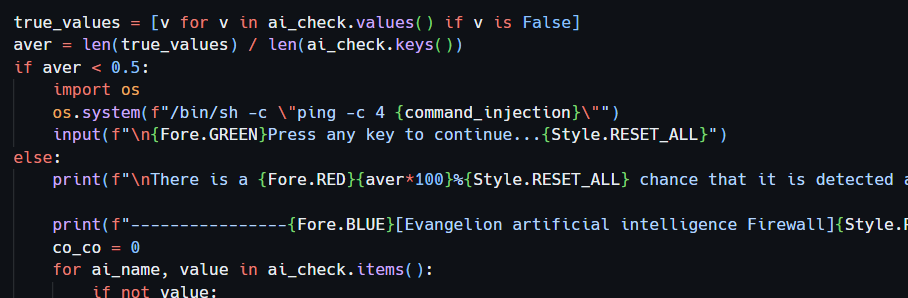 true_values = [v for v in ai_check.values() if v is False]
aver = len(true_values) / len(ai_check.keys())
if aver < 0.5:
    import os
    os.system(f"/bin/sh -c \"ping -c 4 {command_injection}\"")
    input(f"\n{Fore.GREEN}Press any key to continue...{Style.RESET_ALL}")
else:
    print(f"\nThere is a {Fore.RED}{aver*100}%{Style.RESET_ALL} chance that it is detected a
    print(f"----------------{Fore.BLUE}[Evangelion artificial intelligence Firewall]{Style.R
    co_co = 0
    for ai_name, value in ai_check.items():
        if not value: